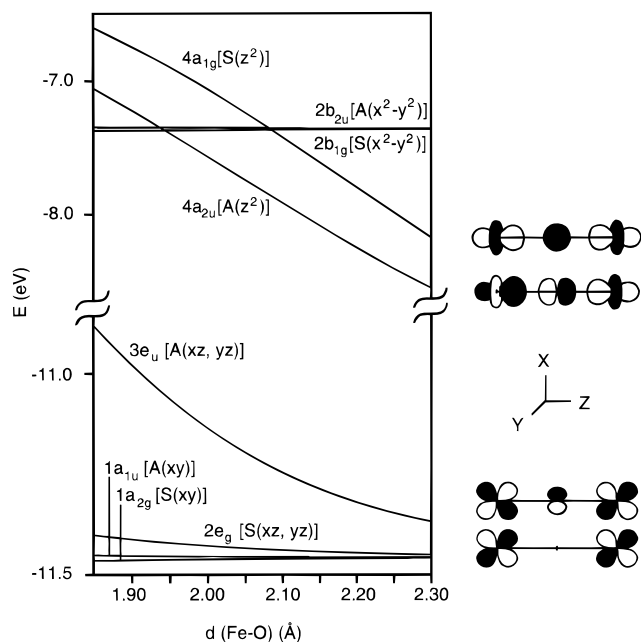 4a₁g[S(z²)]
-7.0
2b₂u[A(x²-y²)]
2b₁g[S(x²-y²)]
4a₂u[A(z²)]
-8.0
E (eV)
3eᵤ [A(xz, yz)]
-11.0
X
Y
Z
1a₁u[A(xy)]
1a₂g[S(xy)]
2e_g [S(xz, yz)]
-11.5
1.90 2.00 2.10 2.20 2.30
d (Fe-O) (Å)